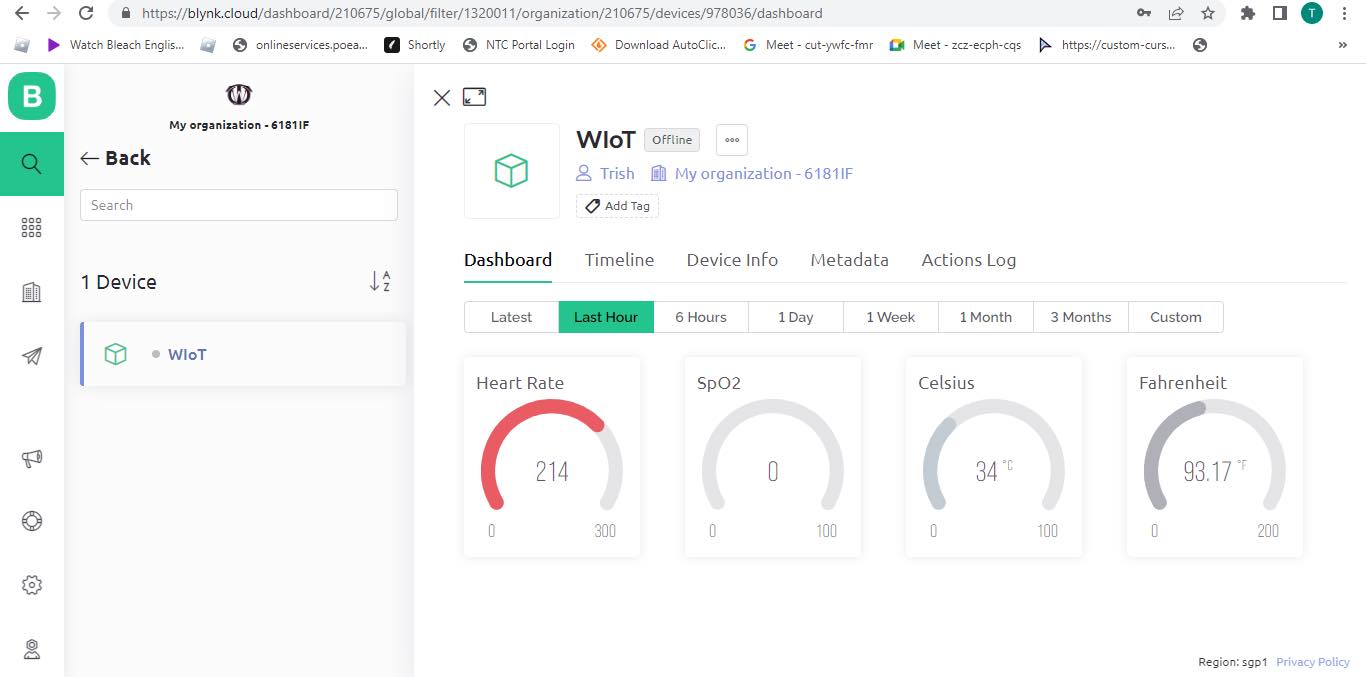 https://blynk.cloud/dashboard/210675/global/filter/1320011/organization/210675/devices/978036/dashboard
T
Watch Bleach Englis...
onlineservices.poea...
Shortly
NTC Portal Login
Download AutoClic...
Meet - cut-ywfc-fmr
Meet - zcz-ecph-cqs
https://custom-curs...
»
B
My organization - 6181IF
Back
Search
1 Device
A
Z
WIoT
WIoT Offline
Trish My organization - 6181IF
Add Tag
Dashboard Timeline Device Info Metadata Actions Log
Latest Last Hour 6 Hours 1 Day 1 Week 1 Month 3 Months Custom
Heart Rate
214
0 300
SpO2
0
0 100
Celsius
34 °C
0 100
Fahrenheit
93.17 °F
0 200
Region: sgp1 Privacy Policy